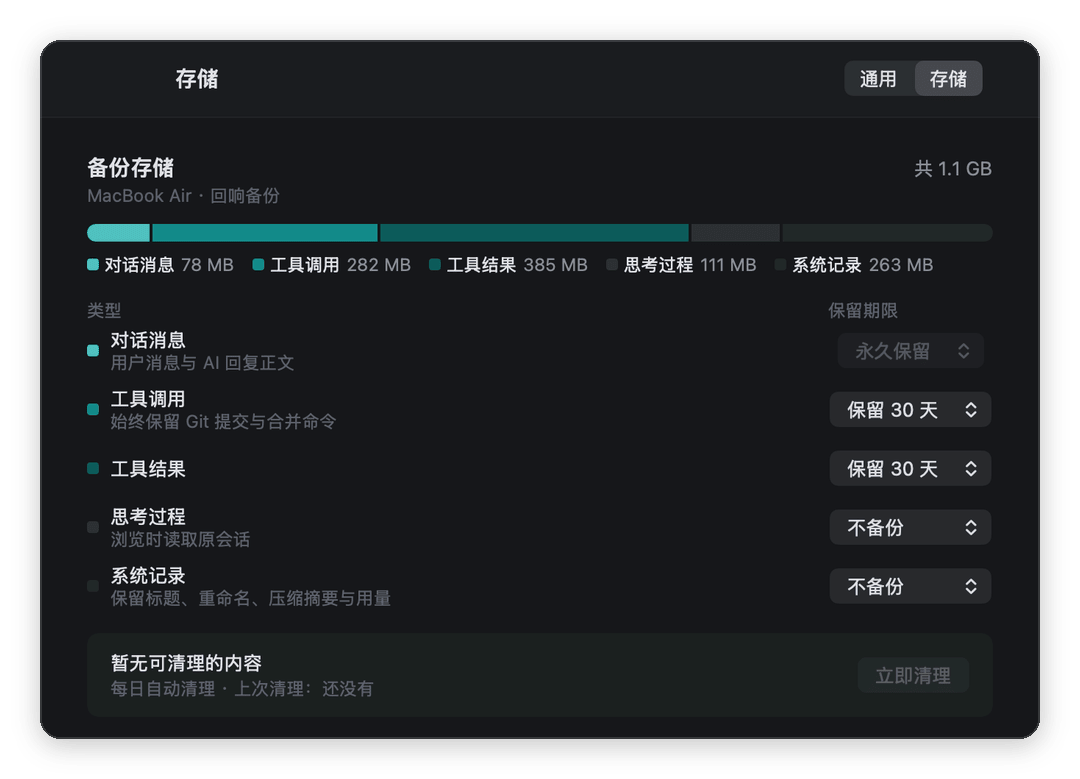 存储
通用 存储
备份存储
共 1.1 GB
MacBook Air · 回响备份
对话消息 78 MB 工具调用 282 MB 工具结果 385 MB 思考过程 111 MB 系统记录 263 MB
类型 保留期限
对话消息
用户消息与 AI 回复正文
永久保留
工具调用
始终保留 Git 提交与合并命令
保留 30 天
工具结果
保留 30 天
思考过程
浏览时读取原会话
不备份
系统记录
保留标题、重命名、压缩摘要与用量
不备份
暂无可清理的内容
每日自动清理 · 上次清理：还没有
立即清理